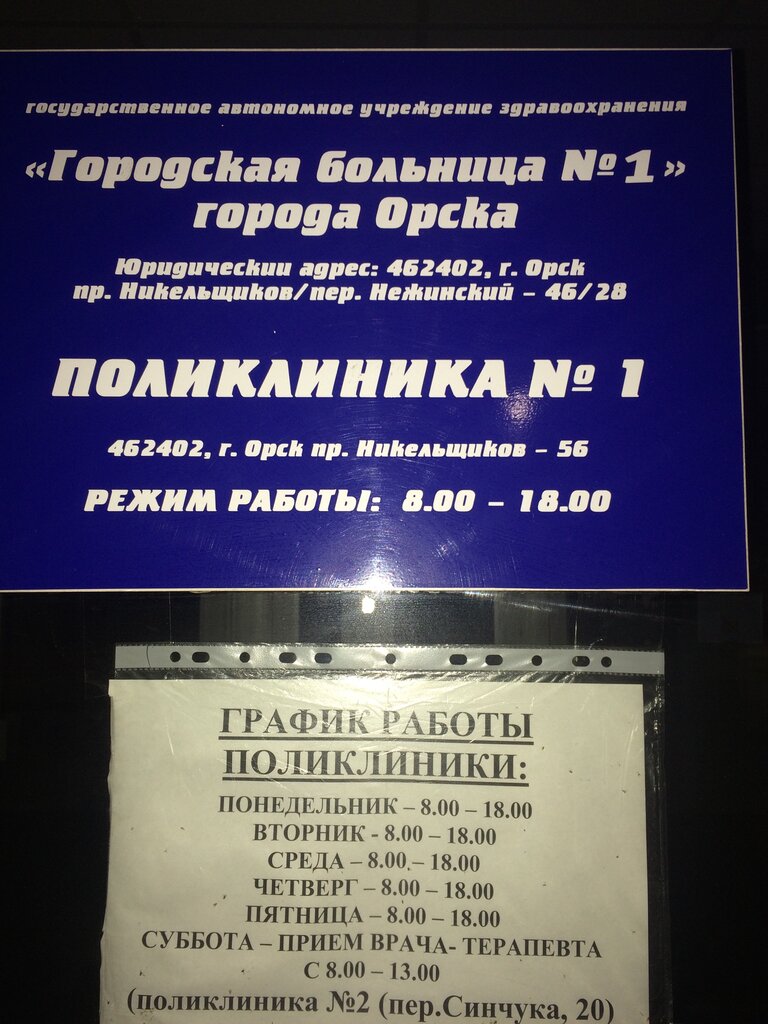 государственное автономное учреждение здравоохранения
«Городская больница №1»
города Орска
Юридический адрес: 462402, г. Орск
пр. Никельщиков/пер. Нежинский – 46/28
ПОЛИКЛИНИКА № 1
462402, г. Орск пр. Никельщиков – 56
РЕЖИМ РАБОТЫ: 8.00 – 18.00
ГРАФИК РАБОТЫ
ПОЛИКЛИНИКИ:
ПОНЕДЕЛЬНИК – 8.00 – 18.00
ВТОРНИК - 8.00 – 18.00
СРЕДА – 8.00 – 18.00
ЧЕТВЕРГ – 8.00 – 18.00
ПЯТНИЦА – 8.00 – 18.00
СУББОТА – ПРИЕМ ВРАЧА- ТЕРАПЕВТА
С 8.00 – 13.00
(поликлиника №2 (пер.Синчука, 20)